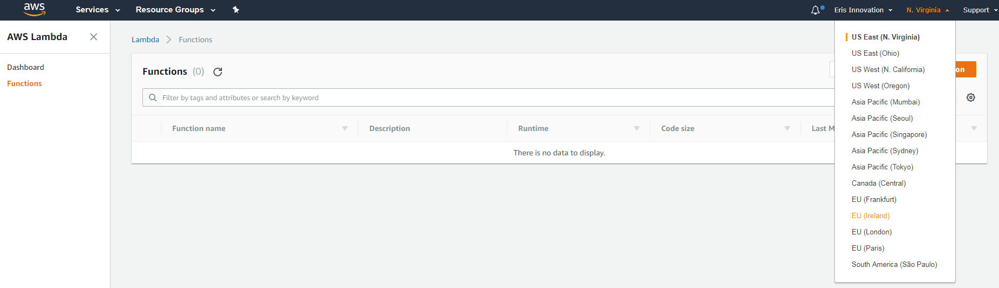 aws Services Resource Groups Eris Innovation N. Virginia Support
AWS Lambda
Dashboard
Functions
Lambda Functions
Functions (0)
Filter by tags and attributes or search by keyword
Function name Description Runtime Code size Last M
There is no data to display.
on
US East (N. Virginia)
US East (Ohio)
US West (N. California)
US West (Oregon)
Asia Pacific (Mumbai)
Asia Pacific (Seoul)
Asia Pacific (Singapore)
Asia Pacific (Sydney)
Asia Pacific (Tokyo)
Canada (Central)
EU (Frankfurt)
EU (Ireland)
EU (London)
EU (Paris)
South America (São Paulo)